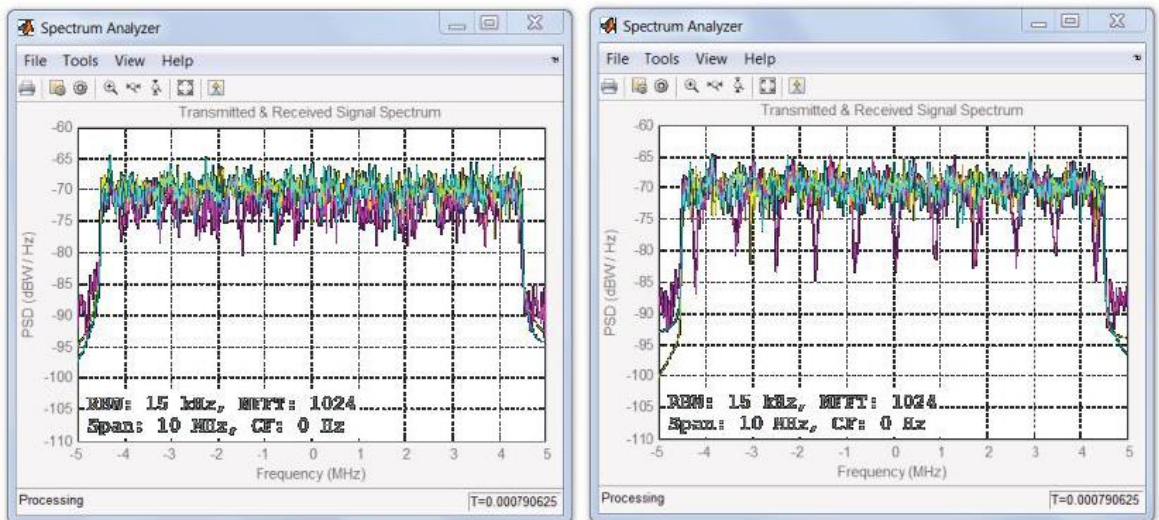 Spectrum Analyzer
File Tools View Help
Transmitted & Received Signal Spectrum
-60
-65
-70
-75
-80
-85
-90
-95
-100
-105
-110
PSD (dBW / Hz)
RBW: 15 kHz, NFFT: 1024
Span: 10 MHz, CF: 0 Hz
-5 -4 -3 -2 -1 0 1 2 3 4 5
Frequency (MHz)
Processing T=0.000790625
Spectrum Analyzer
File Tools View Help
Transmitted & Received Signal Spectrum
-60
-65
-70
-75
-80
-85
-90
-95
-100
-105
-110
PSD (dBW / Hz)
RBW: 15 kHz, NFFT: 1024
Span: 10 MHz, CF: 0 Hz
-5 -4 -3 -2 -1 0 1 2 3 4 5
Frequency (MHz)
Processing T=0.000790625